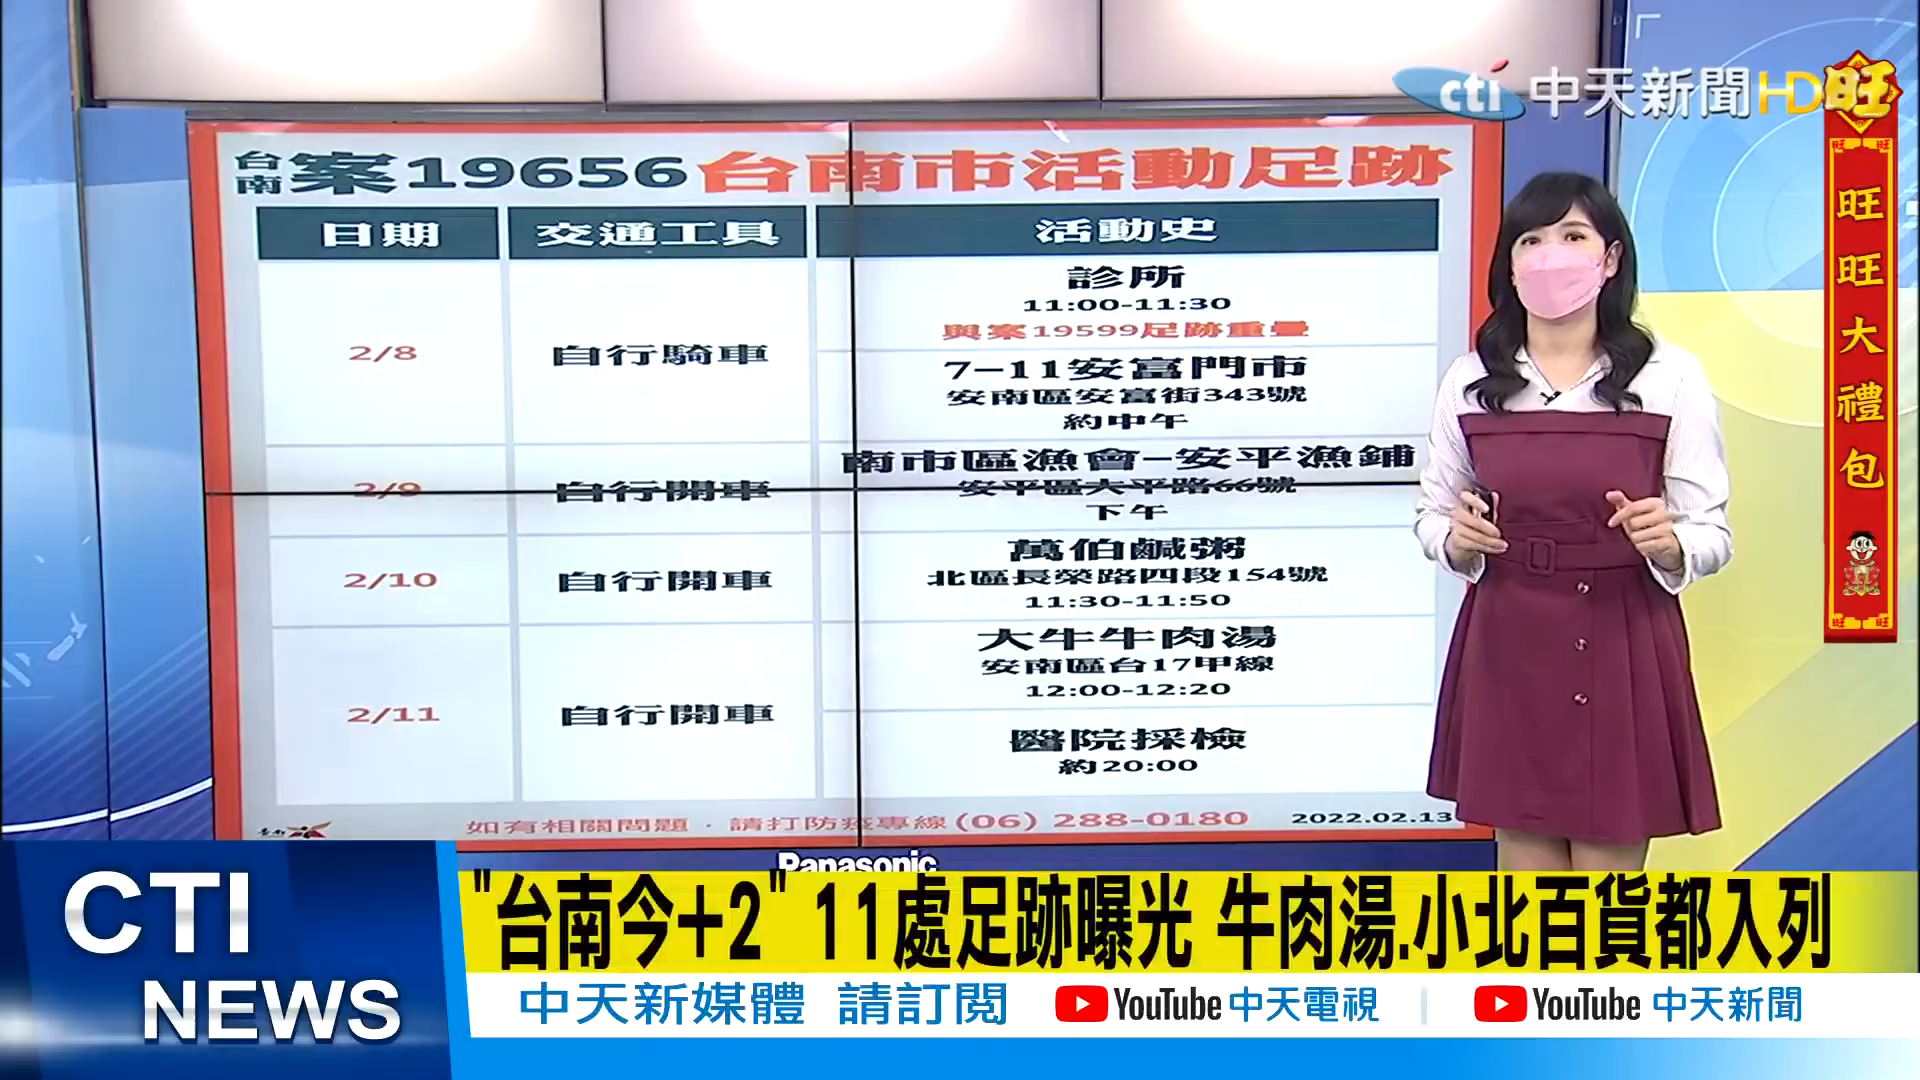 cti 中天新聞HD
旺
旺旺大禮包
台南案19656台南市活動足跡
日期 交通工具 活動史
診所
11:00-11:30
與案19599足跡重疊
2/8 自行騎車
7-11安富門市
安南區安富街343號
約中午
南市區漁會-安平漁鋪
2/9 自行開車
安平區大平路66號
下午
萬伯鹹粥
2/10 自行開車
北區長榮路四段154號
11:30-11:50
大牛牛肉湯
安南區台17甲線
12:00-12:20
2/11 自行開車
醫院採檢
約20:00
如有相關問題，請打防疫專線(06) 288-0180
2022.02.13
Panasonic
CTI NEWS
"台南今+2" 11處足跡曝光 牛肉湯.小北百貨都入列
中天新媒體 請訂閱 YouTube 中天電視 | YouTube 中天新聞